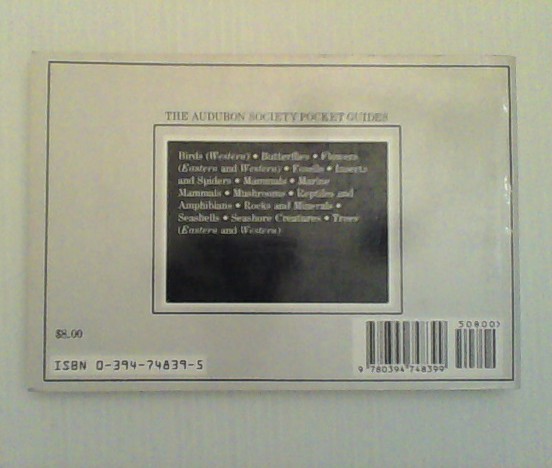 THE AUDUBON SOCIETY POCKET GUIDES
Birds (Western) • Butterflies • Flowers
(Eastern and Western) • Fossils • Insects
and Spiders • Mammals • Marine
Mammals • Mushrooms • Reptiles and
Amphibians • Rocks and Minerals •
Seashells • Seashore Creatures • Trees
(Eastern and Western)
$8.00
ISBN 0-394-74839-5
50800>
9 780394 748399